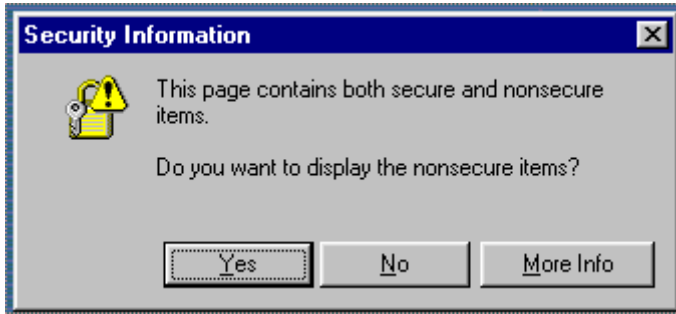 Security Information
This page contains both secure and nonsecure
items.
Do you want to display the nonsecure items?
Yes
No
More Info